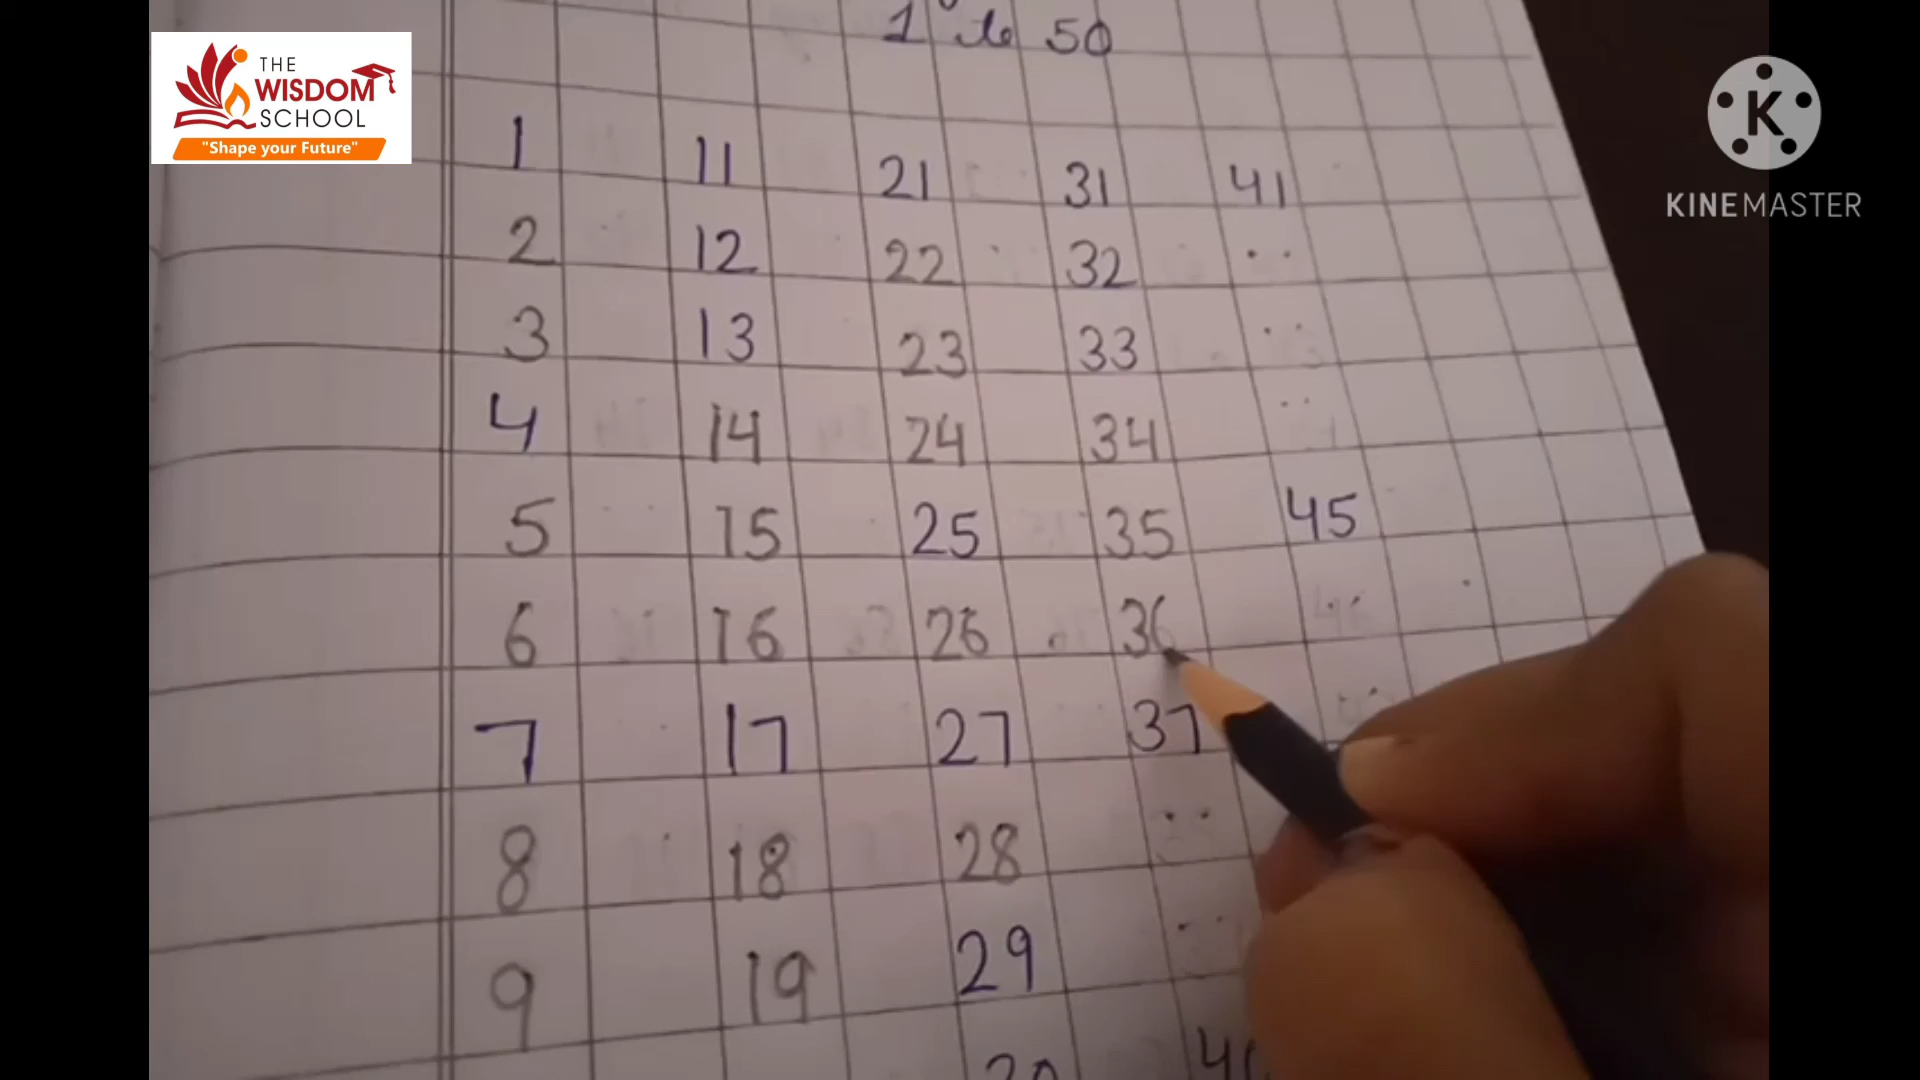 1 to 50
THE
WISDOM
SCHOOL
"Shape your Future"
K
KINEMASTER
1 11 21 31 41
2 12 22 32
3 13 23 33
4 14 24 34
5 15 25 35 45
6 16 26 36
7 17 27 37
8 18 28
9 19 29